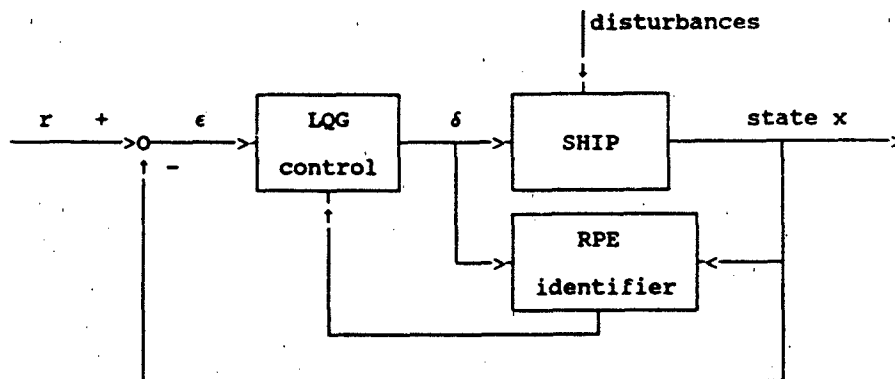 disturbances
r + ε LQG control δ SHIP state x
-
RPE identifier